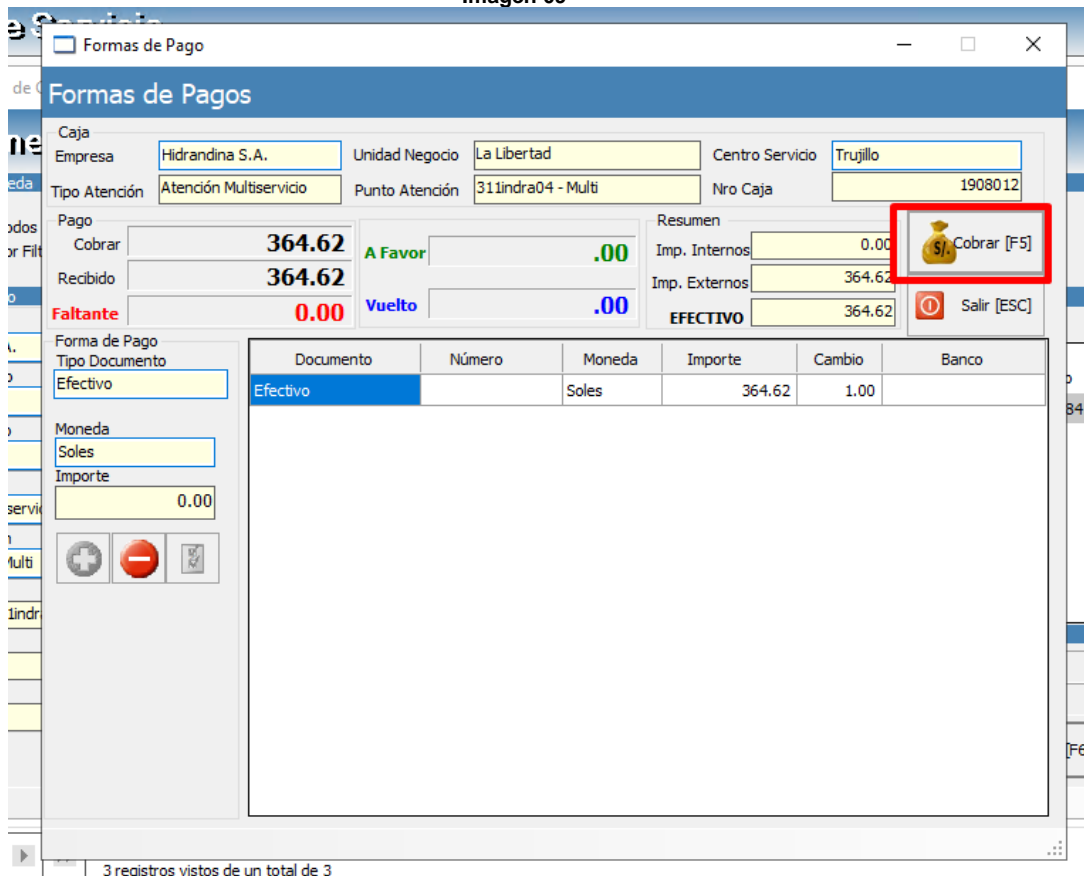 Formas de Pago
Formas de Pagos
Caja
Empresa Hidrandina S.A. Unidad Negocio La Libertad Centro Servicio Trujillo
Tipo Atención Atención Multiservicio Punto Atención 311indra04 - Multi Nro Caja 1908012
Pago
Cobrar 364.62
Recibido 364.62
Faltante 0.00
A Favor .00
Vuelto .00
Resumen
Imp. Internos 0.00
Imp. Externos 364.62
EFECTIVO 364.62
Cobrar [F5]
Salir [ESC]
Forma de Pago
Tipo Documento
Efectivo
Moneda
Soles
Importe
0.00
Documento Número Moneda Importe Cambio Banco
Efectivo Soles 364.62 1.00
3 registros vistos de un total de 3